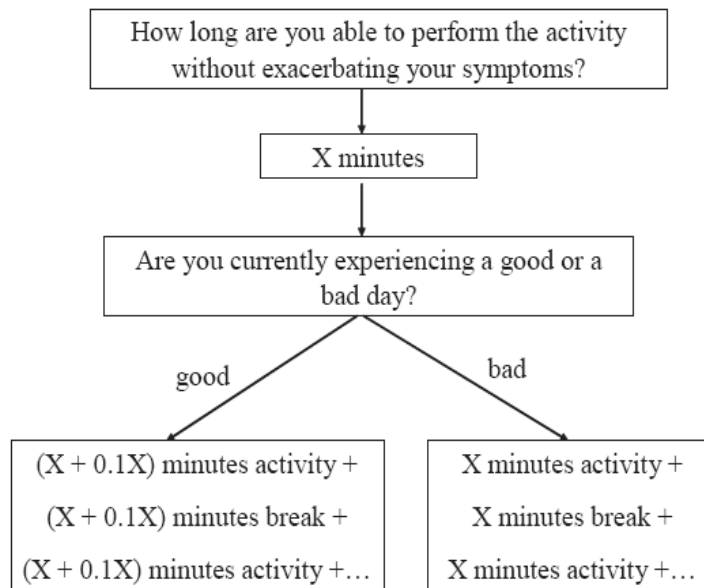 How long are you able to perform the activity
without exacerbating your symptoms?
X minutes
Are you currently experiencing a good or a
bad day?
good
bad
(X + 0.1X) minutes activity +
(X + 0.1X) minutes break +
(X + 0.1X) minutes activity +…
X minutes activity +
X minutes break +
X minutes activity +…